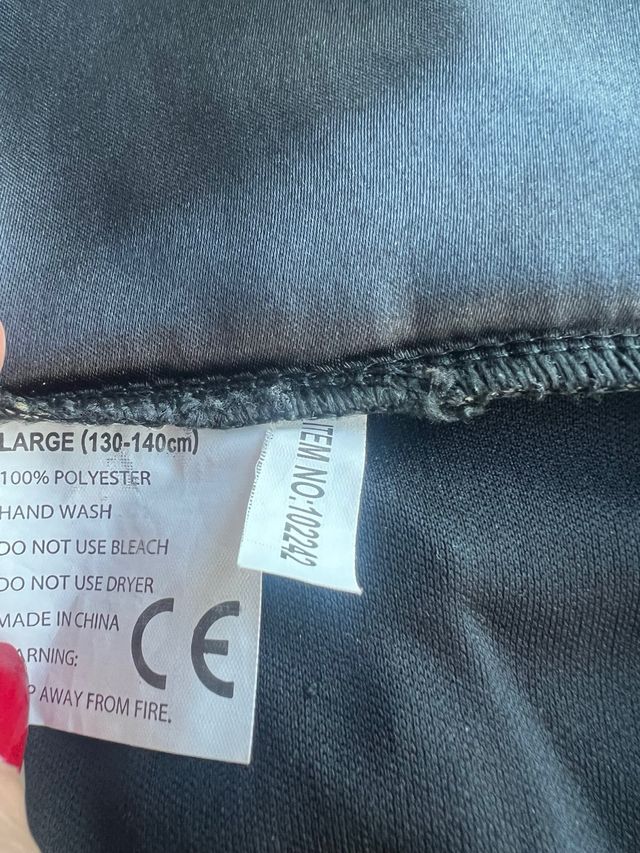 LARGE (130-140cm)
100% POLYESTER
HAND WASH
DO NOT USE BLEACH
DO NOT USE DRYER
MADE IN CHINA
ARNING:
P AWAY FROM FIRE.
CE
ITEM NO:102242